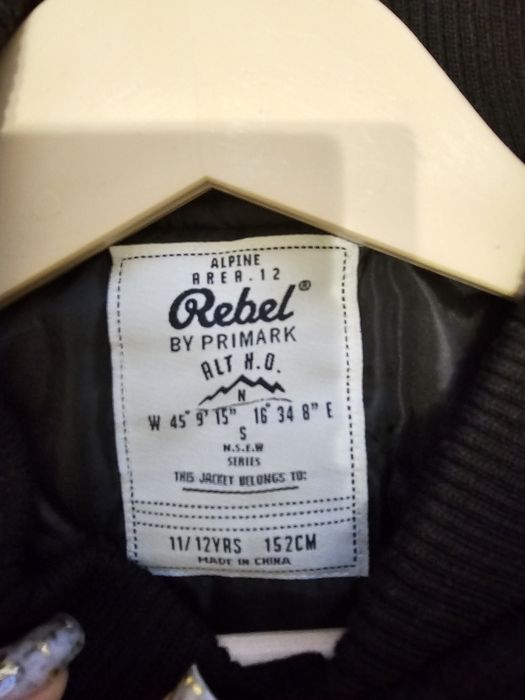 ALPINE
AREA.12
Rebel®
BY PRIMARK
ALT H.Q.
N
W 45° 9' 15" 16° 34 8" E
S
N.S.E.W
SERIES
THIS JACKET BELONGS TO:
11/12YRS 152CM
MADE IN CHINA